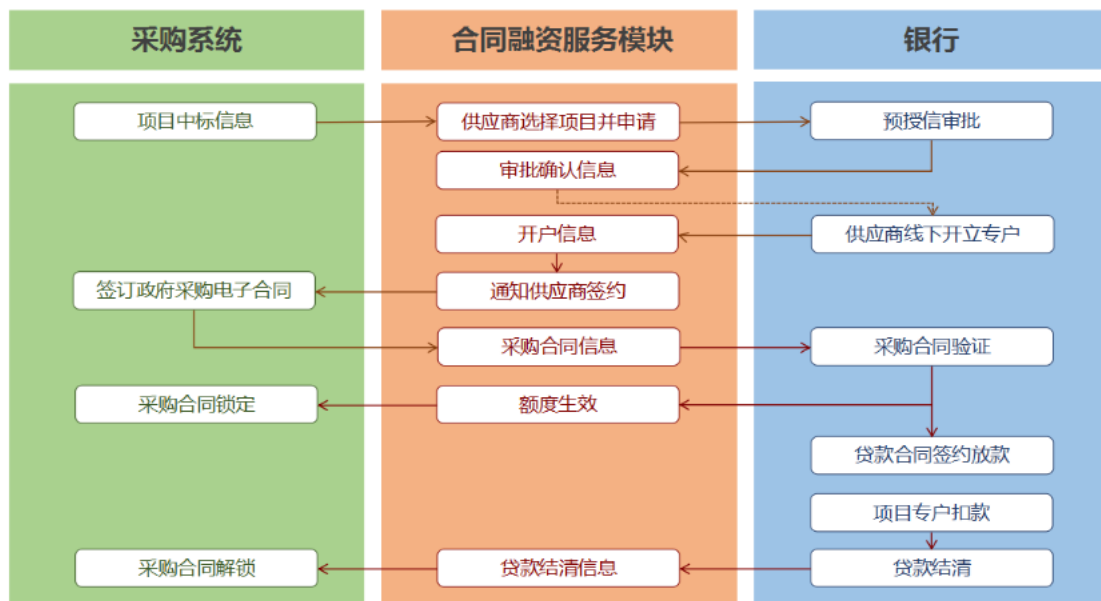 采购系统
合同融资服务模块
银行
项目中标信息
供应商选择项目并申请
预授信审批
审批确认信息
开户信息
供应商线下开立专户
签订政府采购电子合同
通知供应商签约
采购合同信息
采购合同验证
采购合同锁定
额度生效
贷款合同签约放款
项目专户扣款
采购合同解锁
贷款结清信息
贷款结清